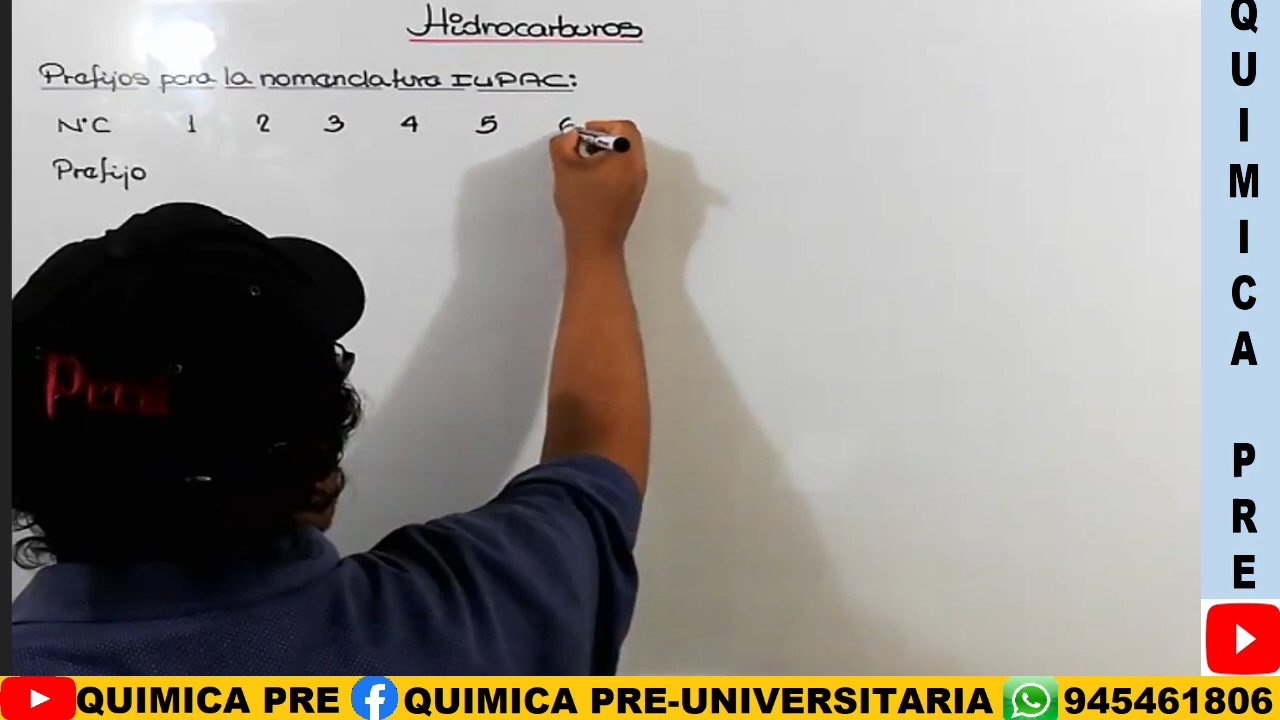 Hidrocarburos
Prefijos para la nomenclatura IUPAC:
N°C 1 2 3 4 5 6
Prefijo
QUIMICA PRE
QUIMICA PRE QUIMICA PRE-UNIVERSITARIA 945461806